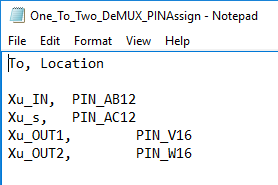 One_To_Two_DeMUX_PINAssign - Notepad
File Edit Format View Help
To, Location
Xu_IN, PIN_AB12
Xu_s, PIN_AC12
Xu_OUT1, PIN_V16
Xu_OUT2, PIN_W16